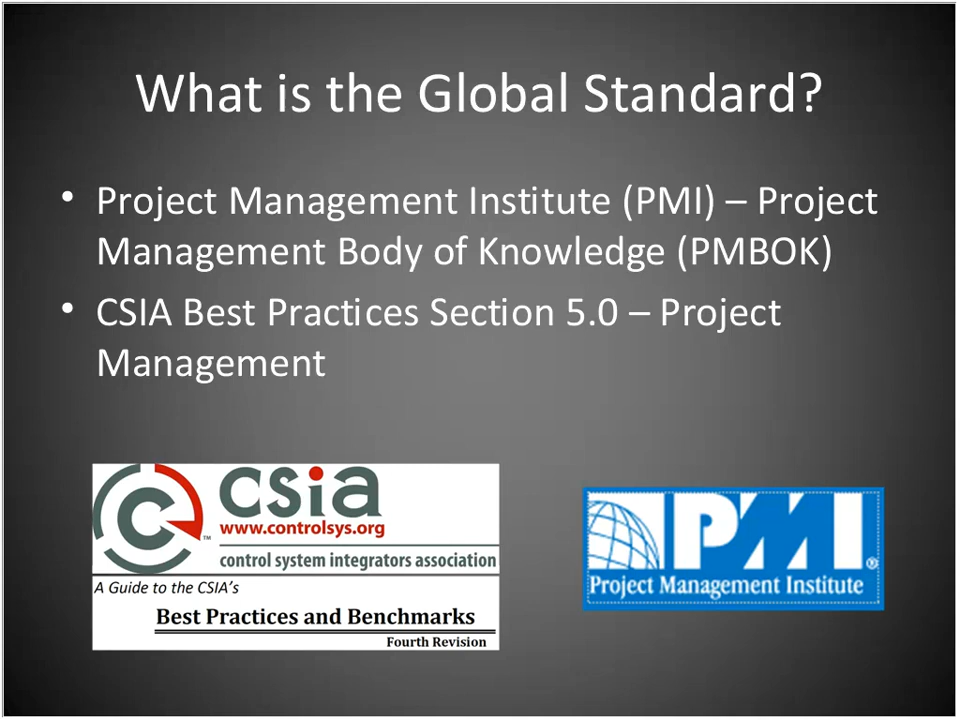 What is the Global Standard?
• Project Management Institute (PMI) – Project
Management Body of Knowledge (PMBOK)
• CSIA Best Practices Section 5.0 – Project
Management
csia
www.controlsys.org
TM
control system integrators association
A Guide to the CSIA's
Best Practices and Benchmarks
Fourth Revision
PMI
®
Project Management Institute